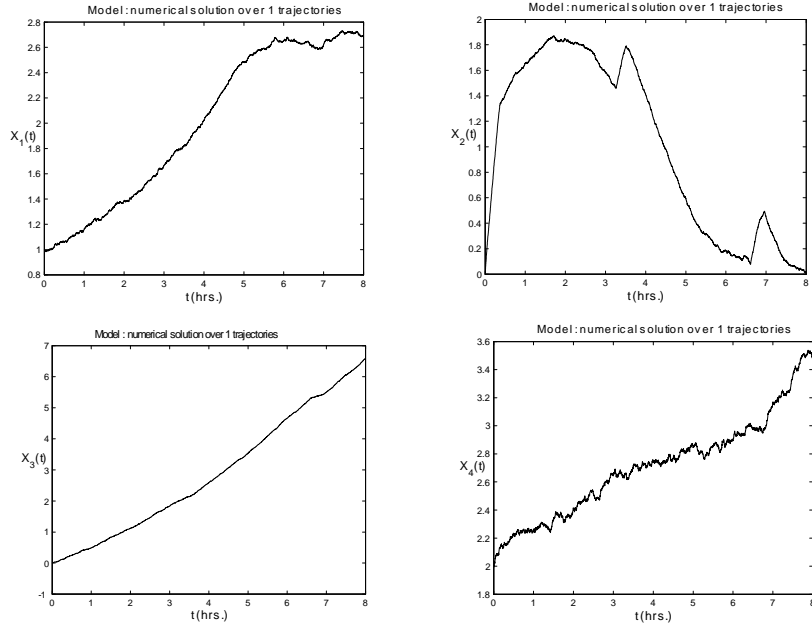 Model : numerical solution over 1 trajectories
2.8
2.6
2.4
2.2
2
1.8
1.6
1.4
1.2
1
0.8
X1(t)
0 1 2 3 4 5 6 7 8
t (hrs.)
Model : numerical solution over 1 trajectories
2
1.8
1.6
1.4
1.2
1
0.8
0.6
0.4
0.2
0
X2(t)
0 1 2 3 4 5 6 7 8
t (hrs.)
Model : numerical solution over 1 trajectories
7
6
5
4
3
2
1
0
-1
X3(t)
0 1 2 3 4 5 6 7 8
t (hrs.)
Model : numerical solution over 1 trajectories
3.6
3.4
3.2
3
2.8
2.6
2.4
2.2
2
1.8
X4(t)
0 1 2 3 4 5 6 7 8
t (hrs.)